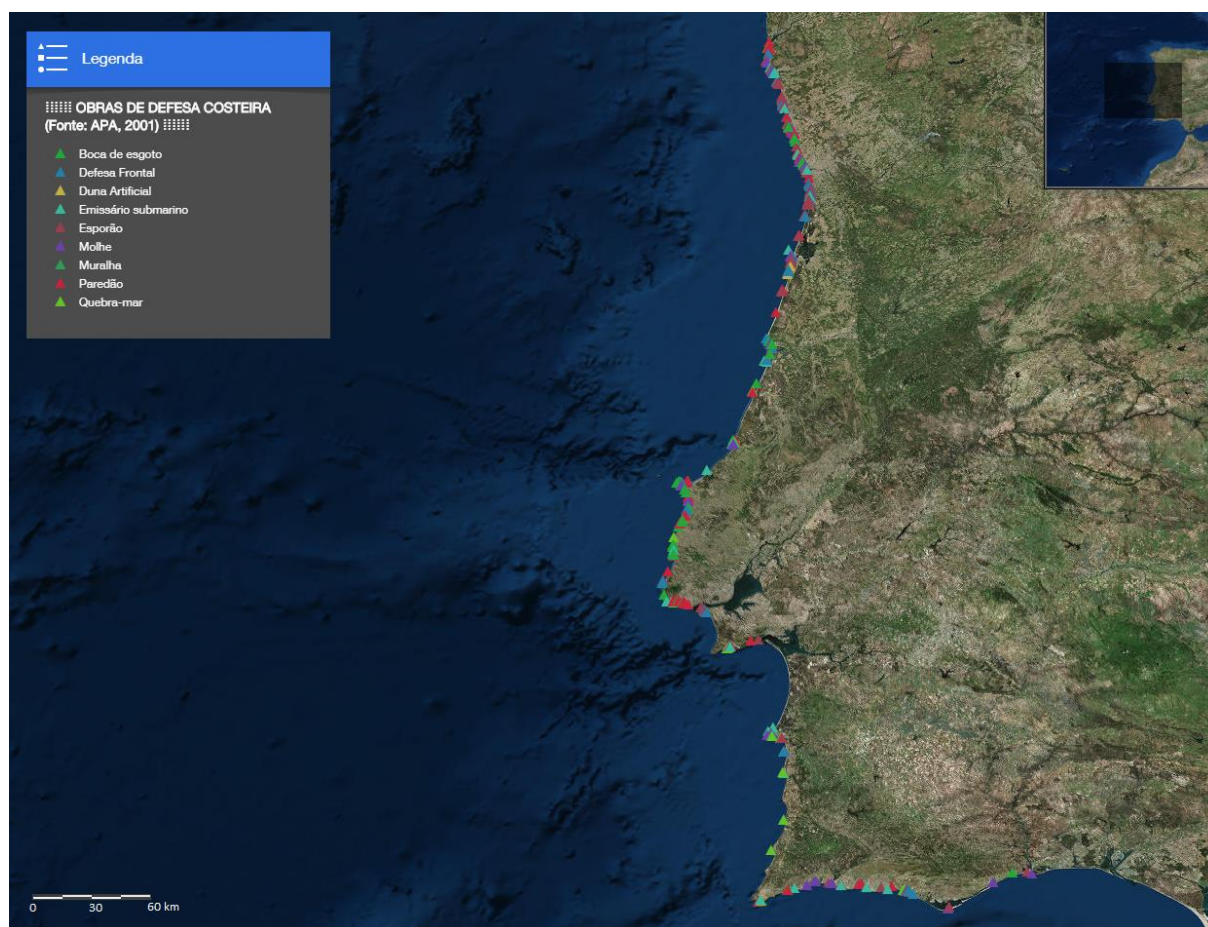 Legenda
OBRAS DE DEFESA COSTEIRA
(Fonte: APA, 2001)
Boca de esgoto
Defesa Frontal
Duna Artificial
Emissário submarino
Esporão
Molhe
Muralha
Paredão
Quebra-mar
0 30 60 km